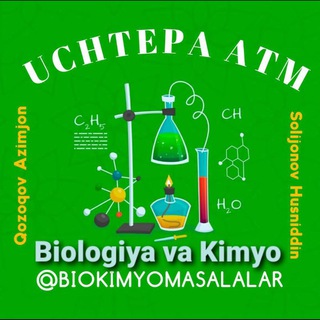 UCHTEPA ATM
Qozoqov Azimjon
C₂H₅
CH
H₂O
Solijonov Husniddin
Biologiya va Kimyo
@BIOKIMYOMASALALAR